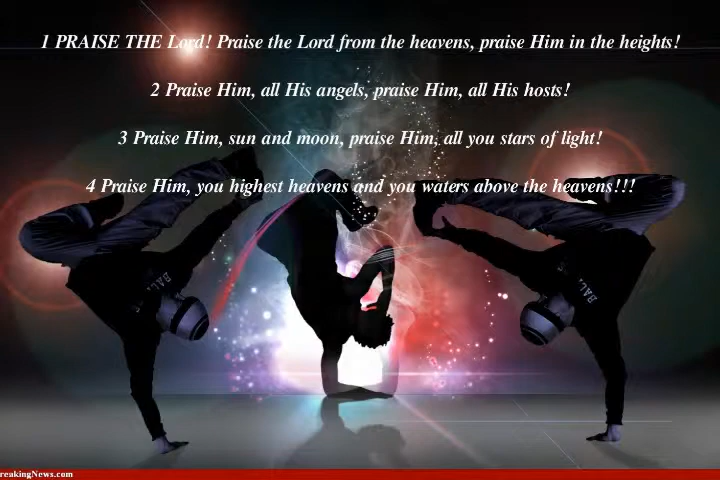 1 PRAISE THE Lord! Praise the Lord from the heavens, praise Him in the heights!
2 Praise Him, all His angels, praise Him, all His hosts!
3 Praise Him, sun and moon, praise Him, all you stars of light!
4 Praise Him, you highest heavens and you waters above the heavens!!!
reakingNews.com